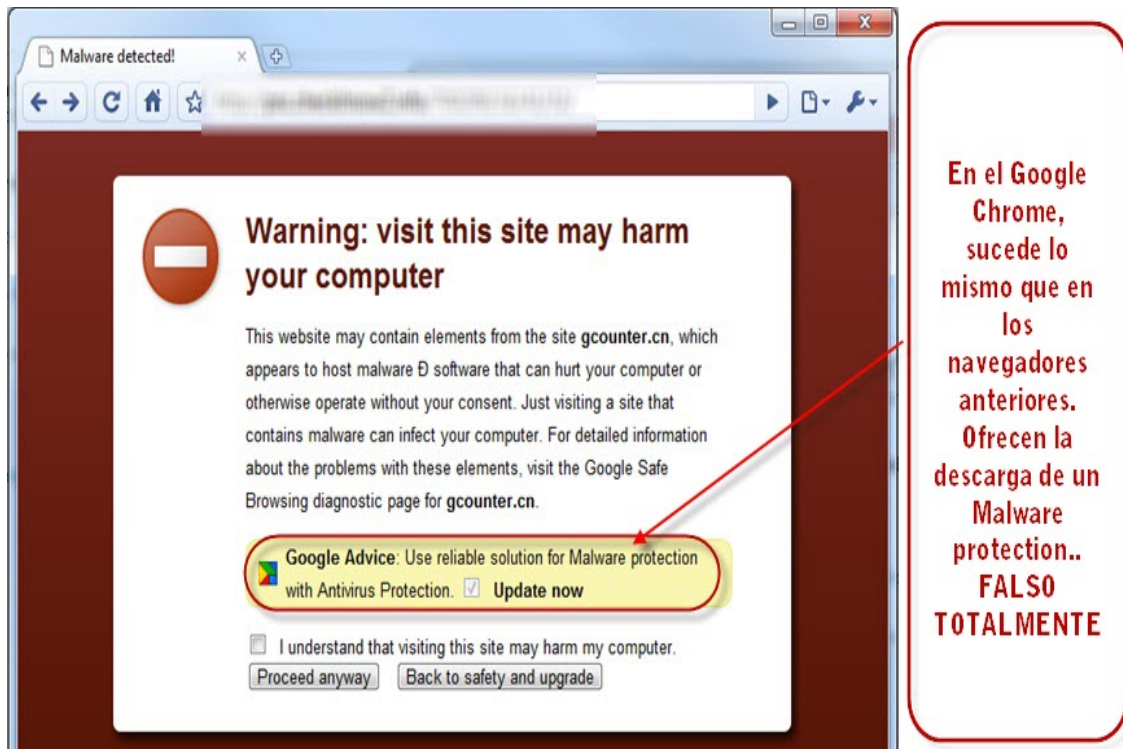 Malware detected!
Warning: visit this site may harm
your computer
This website may contain elements from the site gcounter.cn, which
appears to host malware Đ software that can hurt your computer or
otherwise operate without your consent. Just visiting a site that
contains malware can infect your computer. For detailed information
about the problems with these elements, visit the Google Safe
Browsing diagnostic page for gcounter.cn.
Google Advice: Use reliable solution for Malware protection
with Antivirus Protection. Update now
I understand that visiting this site may harm my computer.
Proceed anyway Back to safety and upgrade
En el Google
Chrome,
sucede lo
mismo que en
los
navegadores
anteriores.
Ofrecen la
descarga de un
Malware
protection..
FALSO
TOTALMENTE